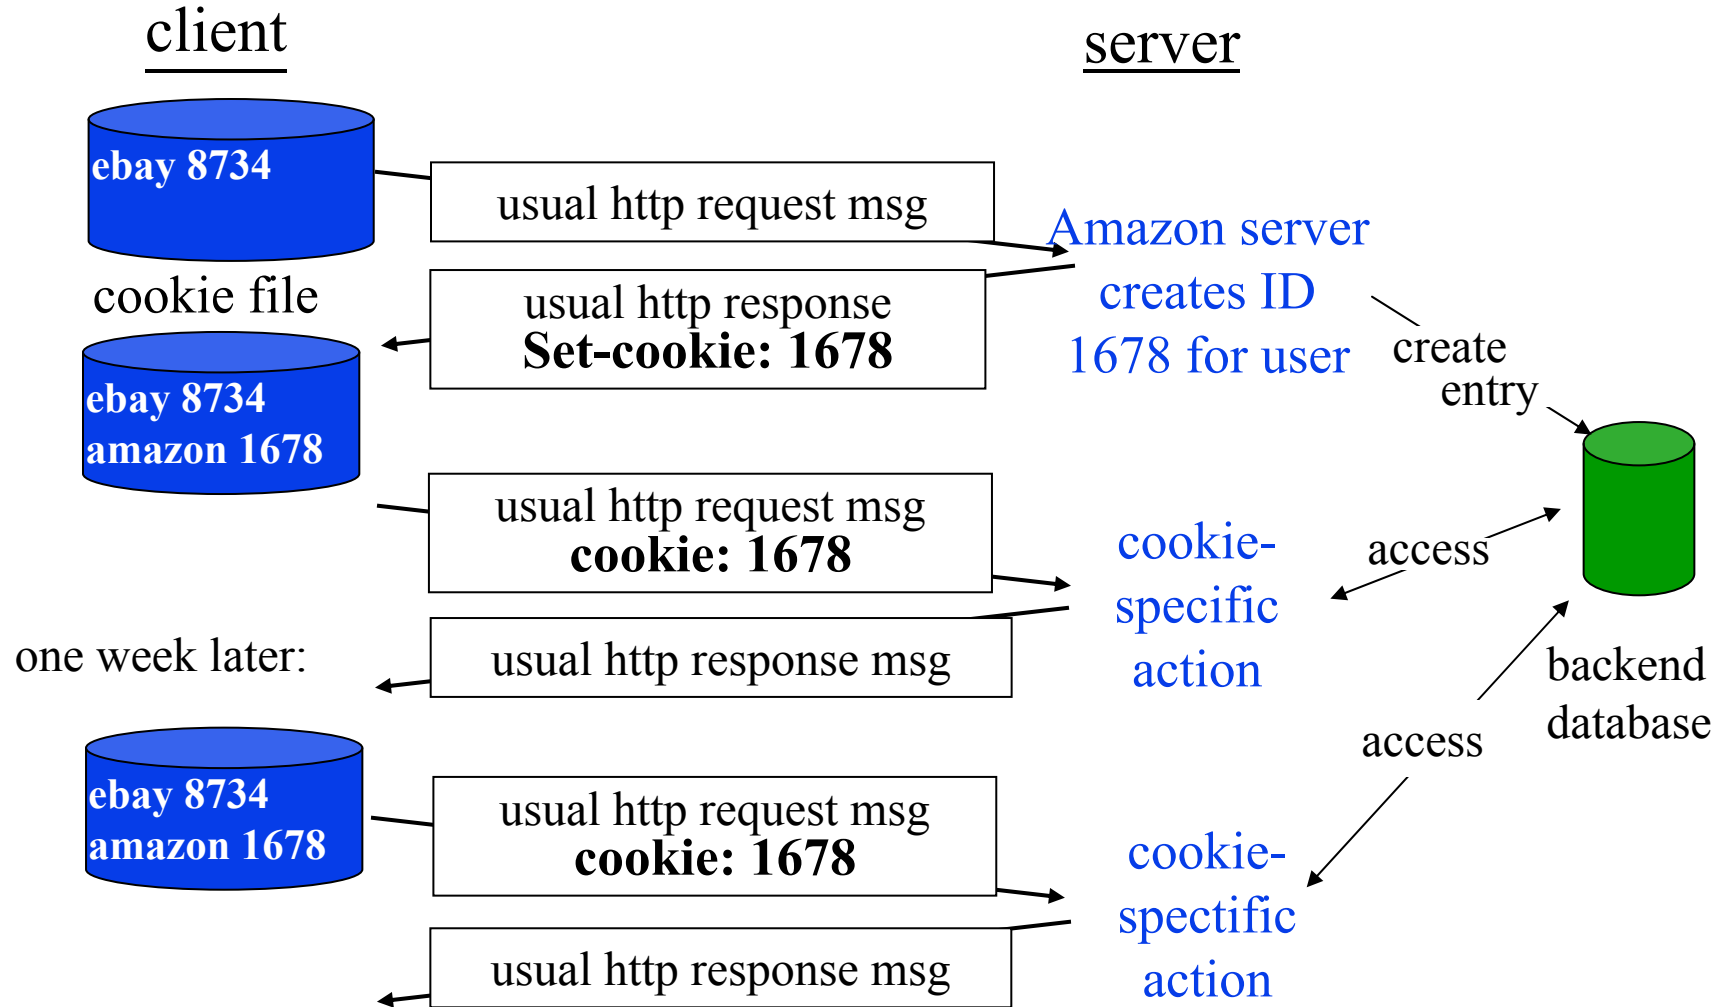 client
server
ebay 8734
usual http request msg
Amazon server
creates ID
1678 for user
cookie file
usual http response
Set-cookie: 1678
create
entry
ebay 8734
amazon 1678
usual http request msg
cookie: 1678
cookie-
specific
action
access
one week later:
usual http response msg
backend
database
access
ebay 8734
amazon 1678
usual http request msg
cookie: 1678
cookie-
spectific
action
usual http response msg